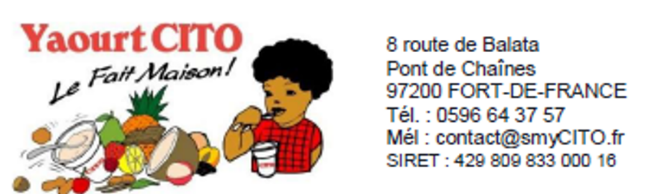 Yaourt CITO
Le Fait Maison!
8 route de Balata
Pont de Chaînes
97200 FORT-DE-FRANCE
Tél. : 0596 64 37 57
Mél : contact@smyCITO.fr
SIRET : 429 809 833 000 16